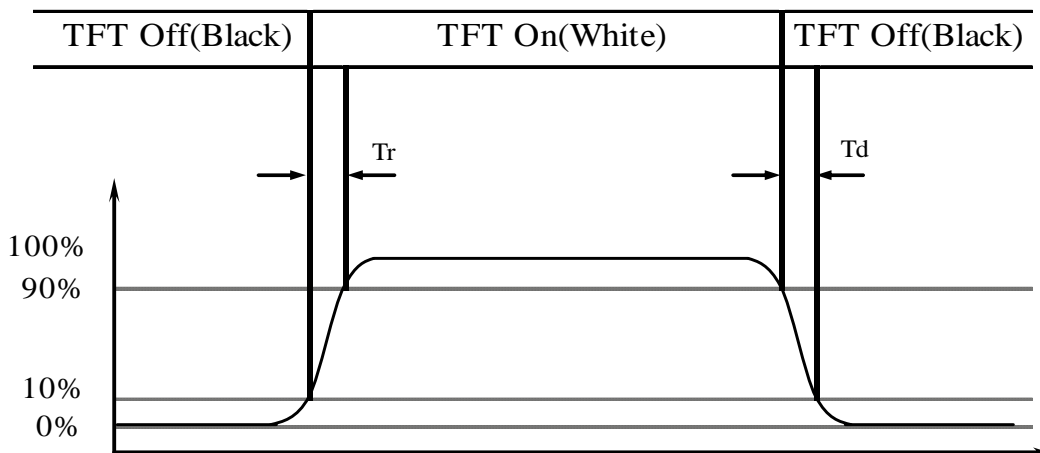 TFT Off(Black) TFT On(White) TFT Off(Black)
Tr Td
100%
90%
10%
0%